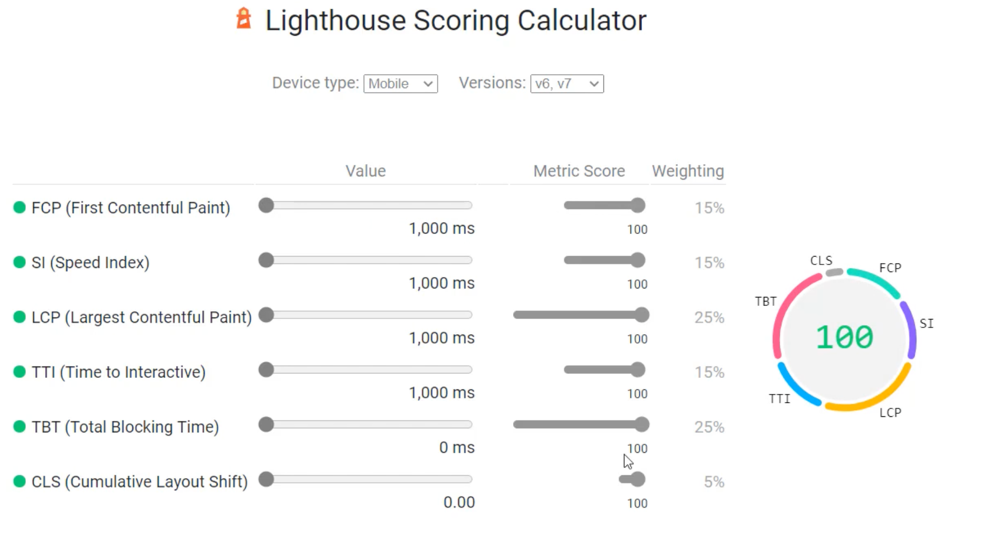 Lighthouse Scoring Calculator
Device type: Mobile Versions: v6, v7
Value Metric Score Weighting
FCP (First Contentful Paint) 15%
1,000 ms 100
SI (Speed Index) 15%
1,000 ms 100
LCP (Largest Contentful Paint) 25%
1,000 ms 100
TTI (Time to Interactive) 15%
1,000 ms 100
TBT (Total Blocking Time) 25%
0 ms 100
CLS (Cumulative Layout Shift) 5%
0.00 100
CLS FCP
TBT
SI
100
TTI
LCP